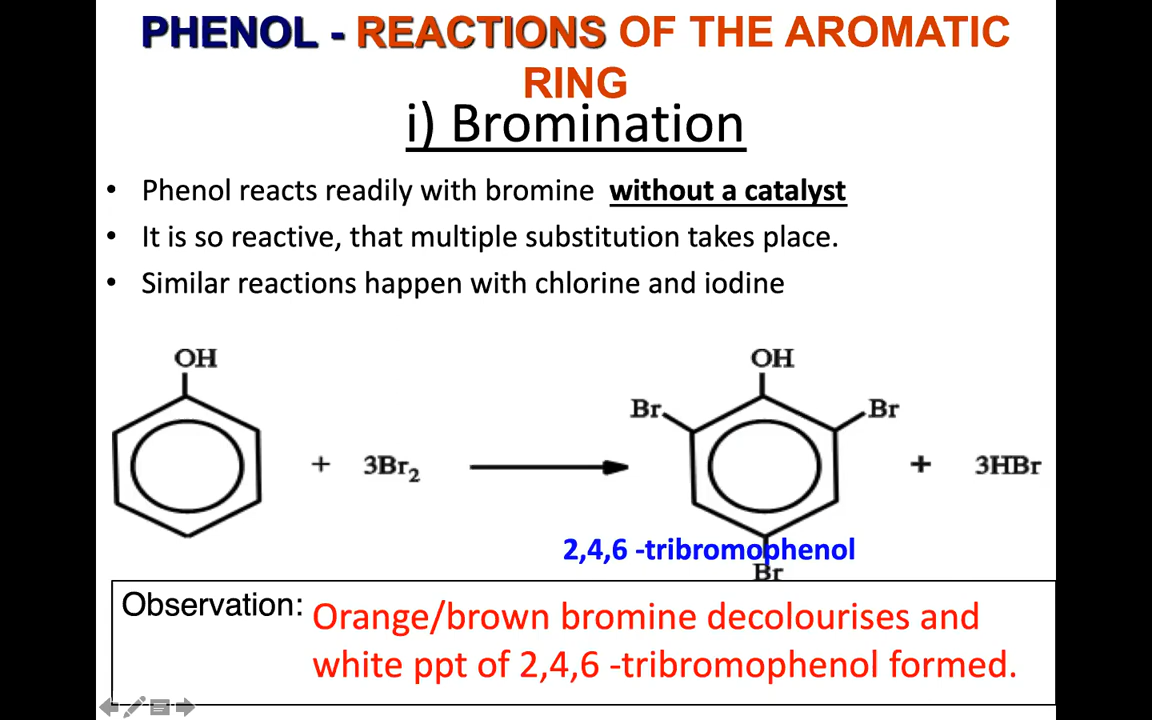 PHENOL - REACTIONS OF THE AROMATIC
RING
i) Bromination
• Phenol reacts readily with bromine without a catalyst
• It is so reactive, that multiple substitution takes place.
• Similar reactions happen with chlorine and iodine
OH
OH
Br
Br
+ 3Br₂
+ 3HBr
2,4,6 -tribromophenol
Br
Observation: Orange/brown bromine decolourises and
white ppt of 2,4,6 -tribromophenol formed.